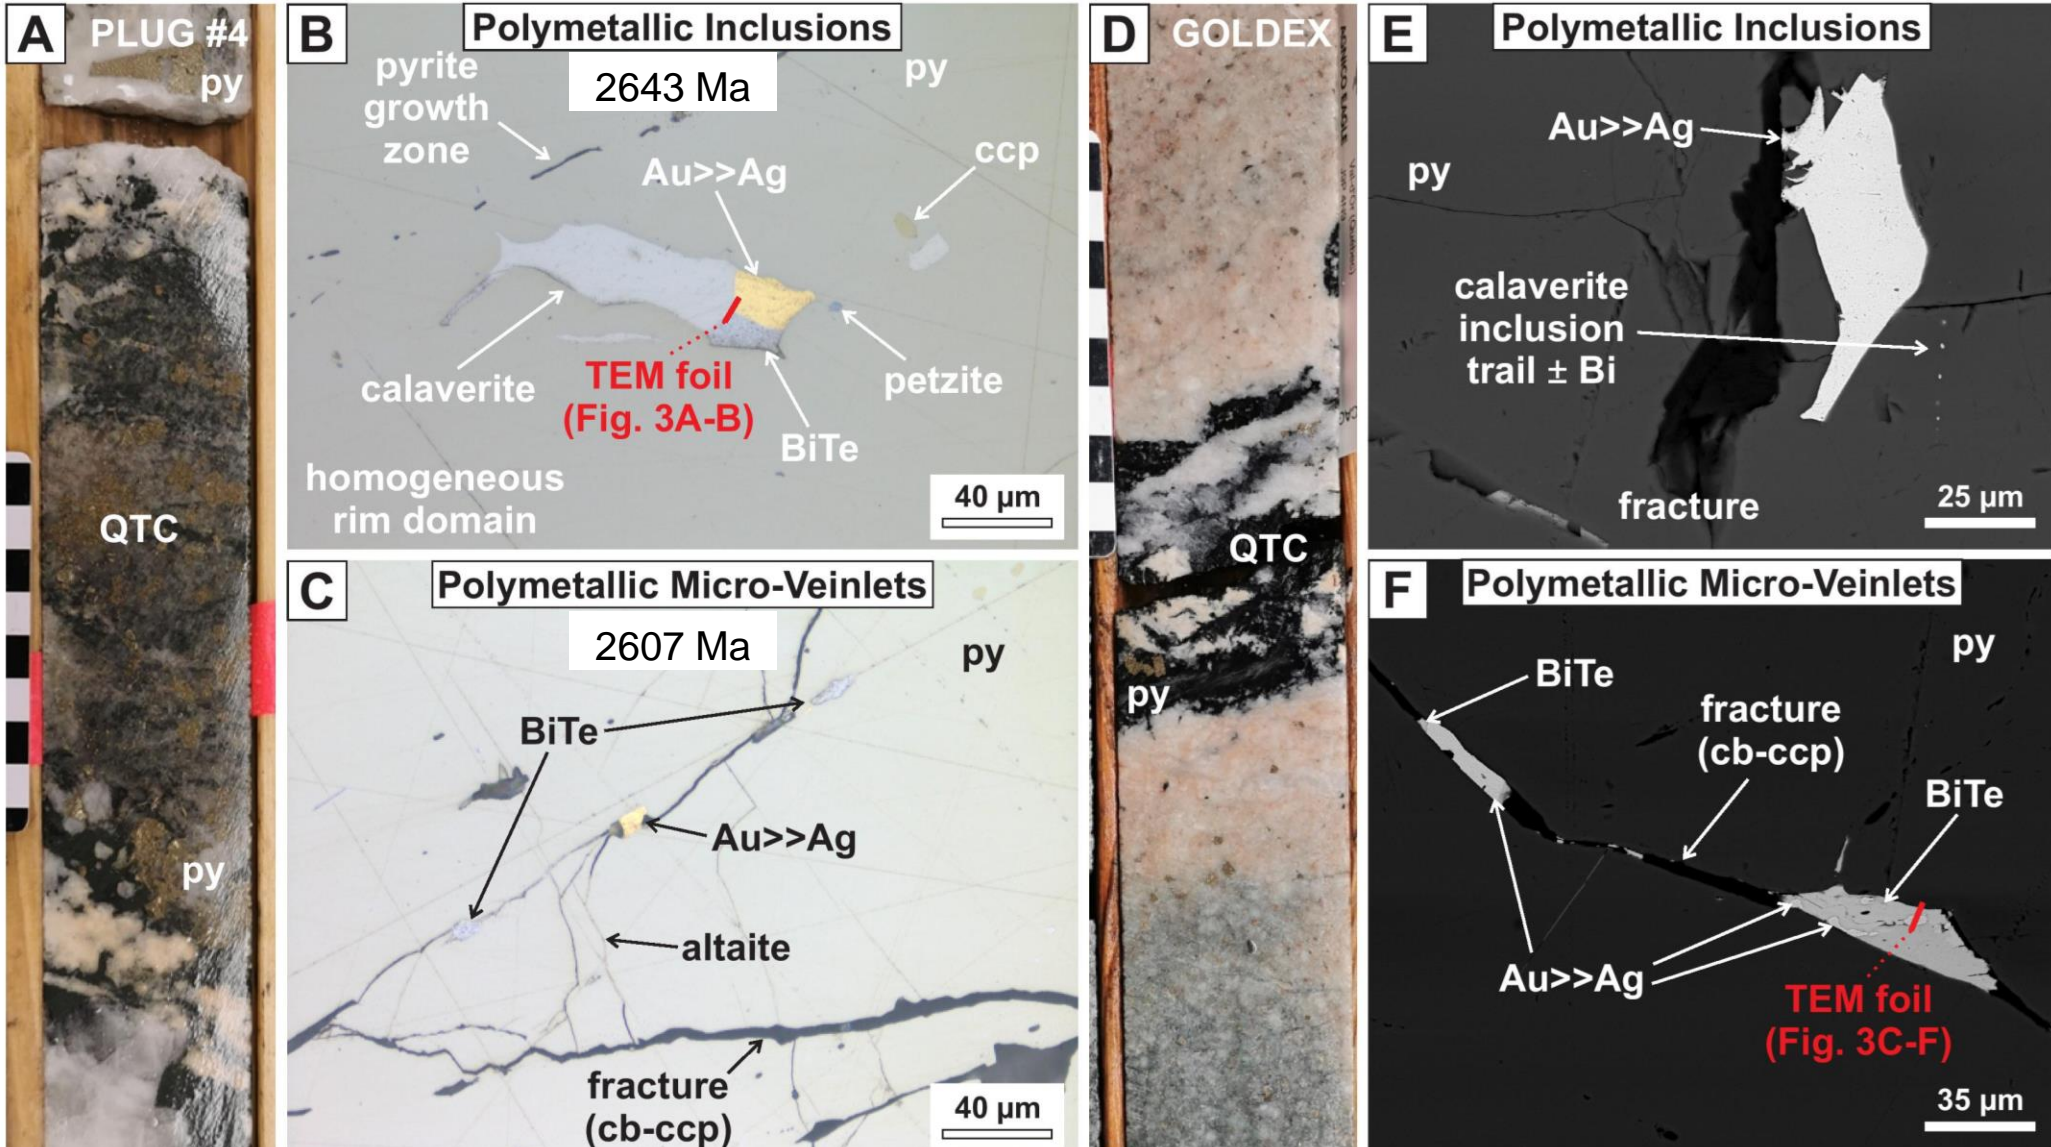 A
PLUG #4
py
QTC
py
B
Polymetallic Inclusions
2643 Ma
pyrite
growth
zone
py
ccp
Au>>Ag
calaverite
TEM foil
(Fig. 3A-B)
petzite
BiTe
homogeneous
rim domain
40 µm
C
Polymetallic Micro-Veinlets
2607 Ma
py
BiTe
Au>>Ag
altaite
fracture
(cb-ccp)
40 µm
D
GOLDEX
QTC
py
E
Polymetallic Inclusions
Au>>Ag
py
calaverite
inclusion
trail ± Bi
fracture
25 µm
F
Polymetallic Micro-Veinlets
py
BiTe
fracture
(cb-ccp)
BiTe
Au>>Ag
TEM foil
(Fig. 3C-F)
35 µm